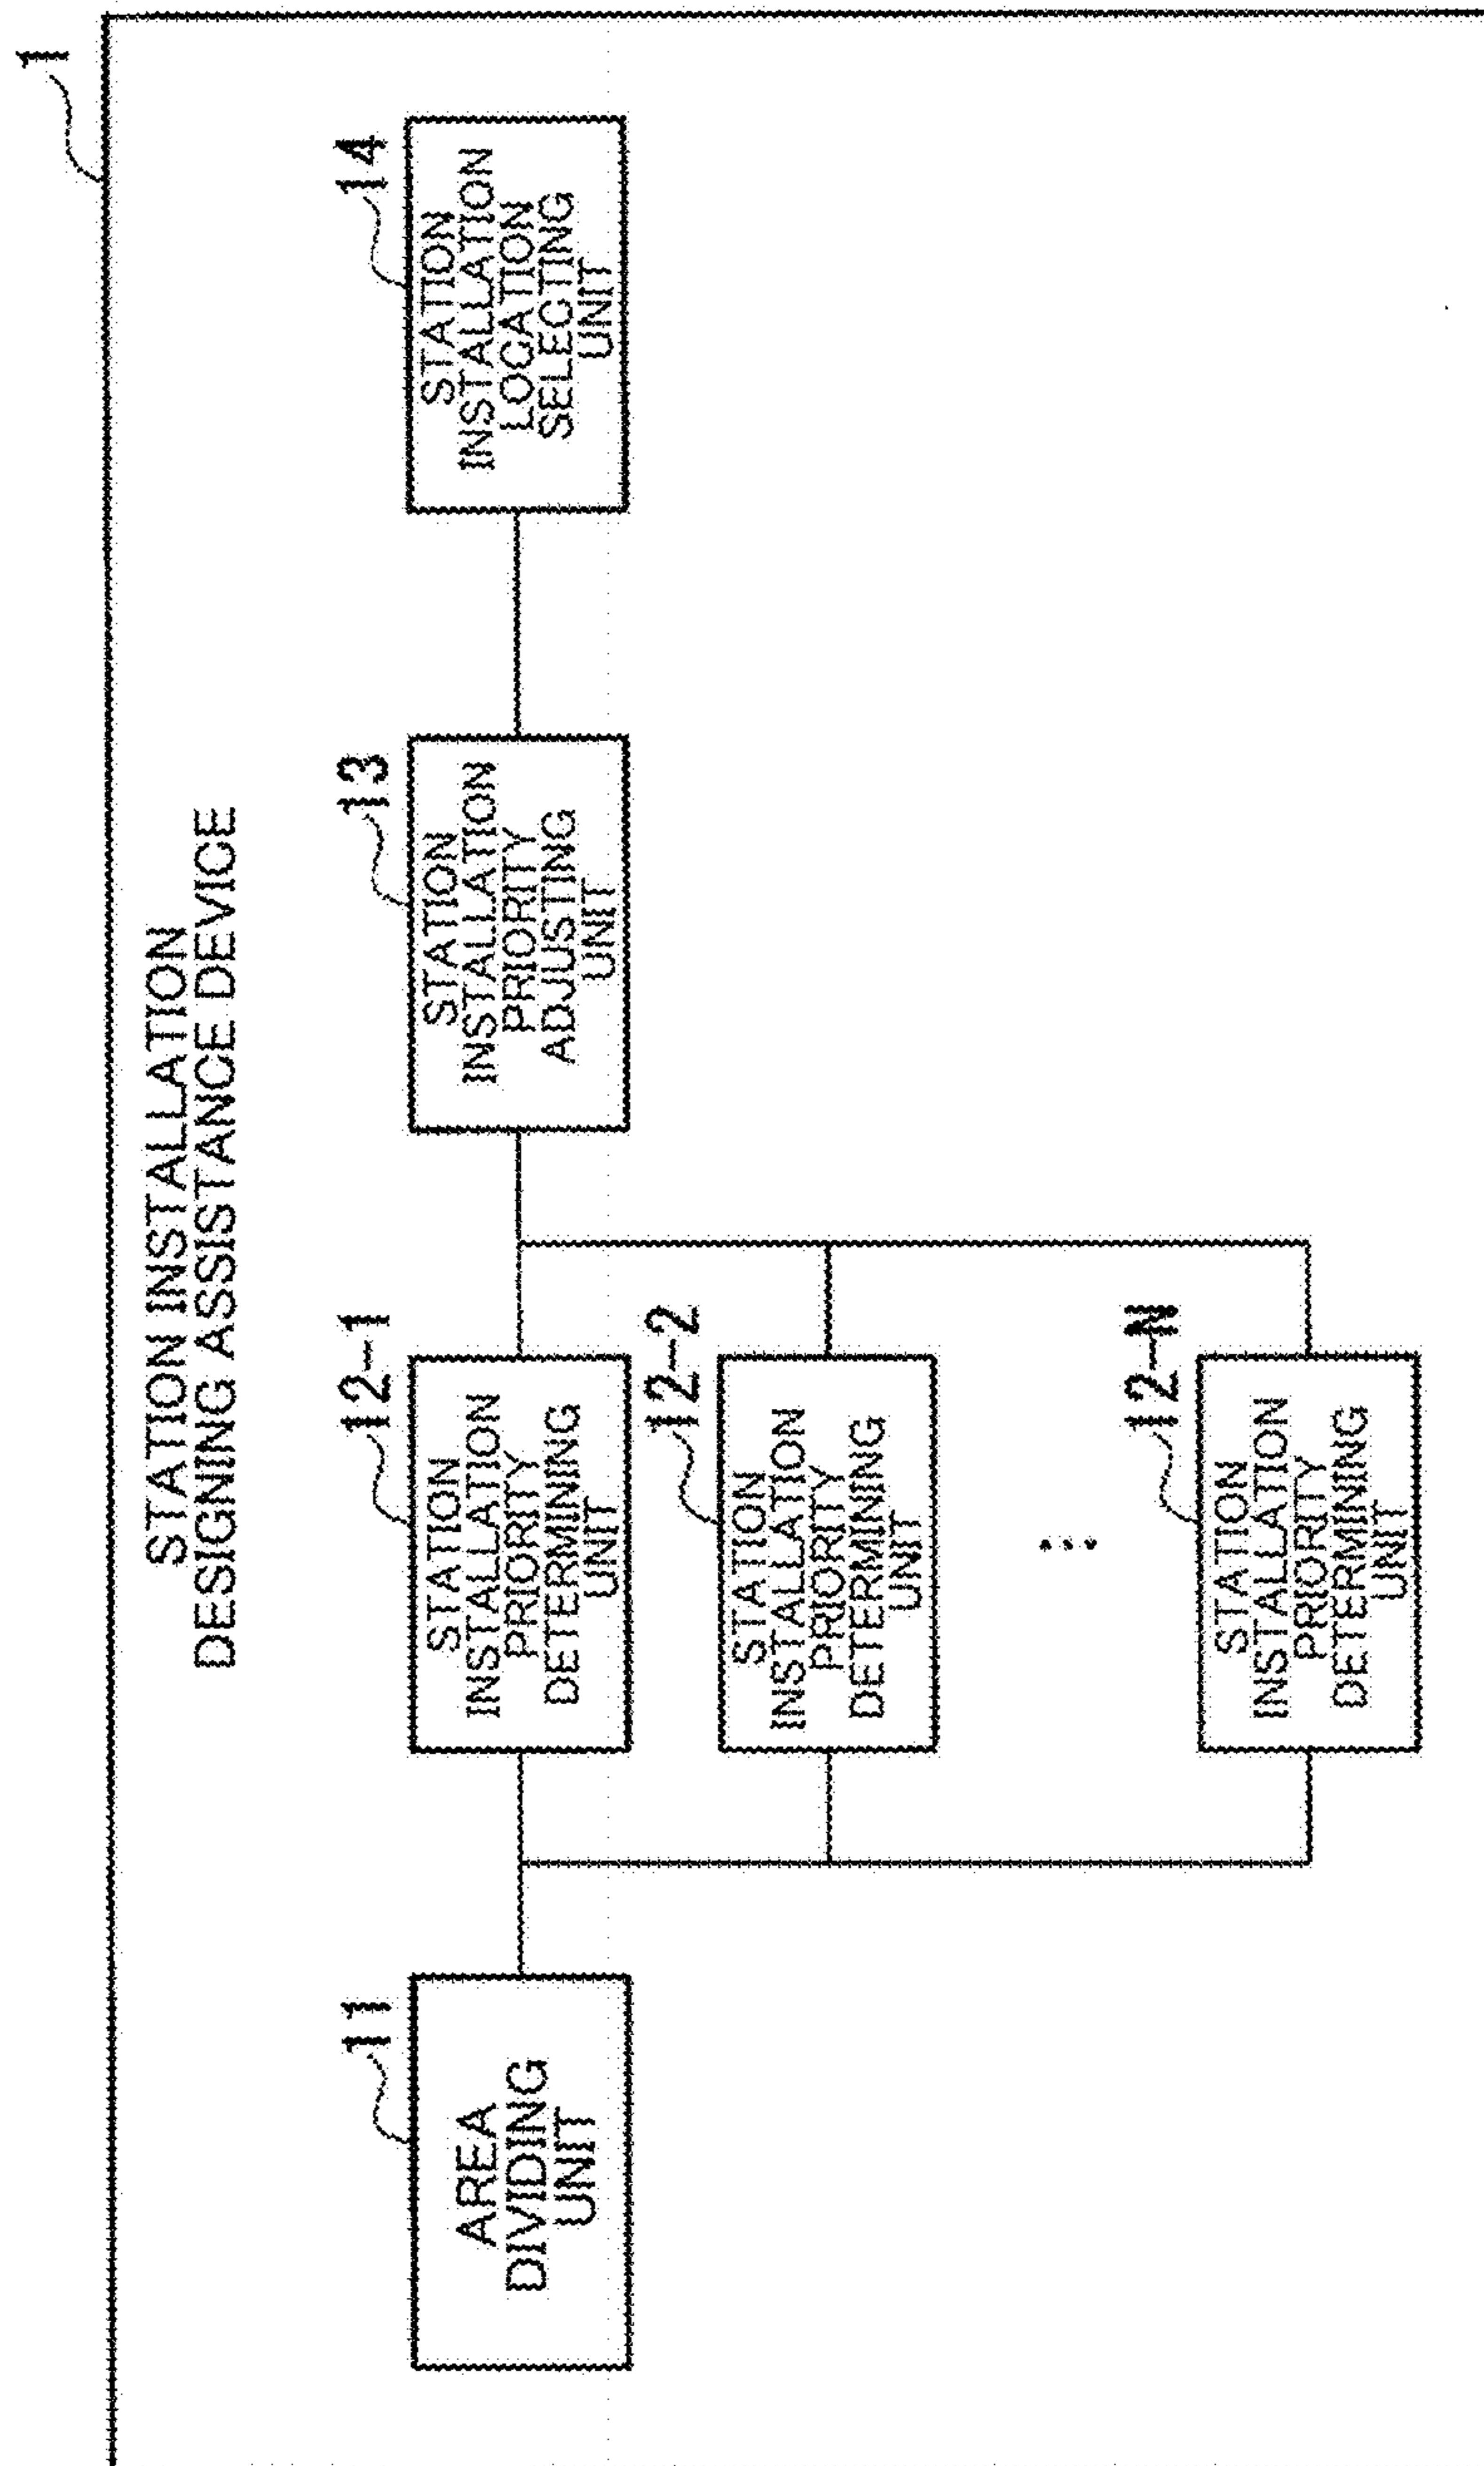 1
STATION INSTALLATION
DESIGNING ASSISTANCE DEVICE
11
AREA
DIVIDING
UNIT
12-1
STATION
INSTALLATION
PRIORITY
DETERMINING
UNIT
12-2
STATION
INSTALLATION
PRIORITY
DETERMINING
UNIT
...
12-N
STATION
INSTALLATION
PRIORITY
DETERMINING
UNIT
13
STATION
INSTALLATION
PRIORITY
ADJUSTING
UNIT
14
STATION
INSTALLATION
LOCATION
SELECTING
UNIT